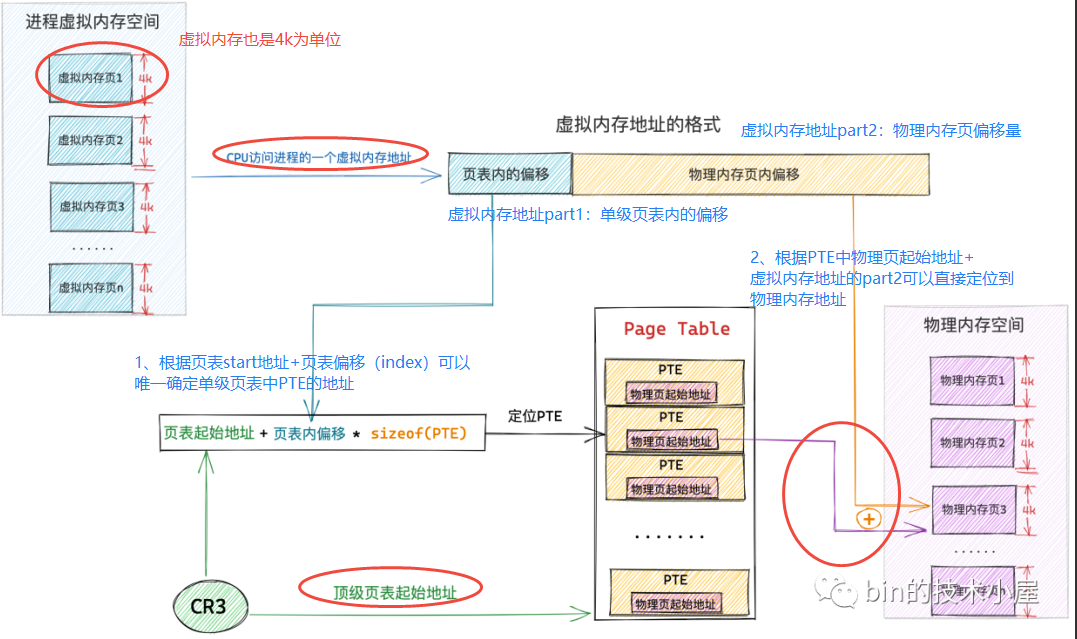 进程虚拟内存空间
虚拟内存也是4k为单位
虚拟内存页1
4k
虚拟内存页2
4k
虚拟内存页3
4k
......
虚拟内存页n
4k
CPU访问进程的一个虚拟内存地址
虚拟内存地址的格式
虚拟内存地址part2：物理内存页偏移量
页表内的偏移
物理内存页内偏移
虚拟内存地址part1：单级页表内的偏移
2、根据PTE中物理页起始地址+
虚拟内存地址的part2可以直接定位到
物理内存地址
1、根据页表start地址+页表偏移（index）可以
唯一确定单级页表中PTE的地址
页表起始地址 + 页表内偏移 * sizeof(PTE)
定位PTE
Page Table
PTE
物理页起始地址
PTE
物理页起始地址
PTE
物理页起始地址
.......
PTE
物理页起始地址
物理内存空间
物理内存页1
4k
物理内存页2
4k
物理内存页3
4k
+
......
4k
CR3
顶级页表起始地址
bin的技术小屋